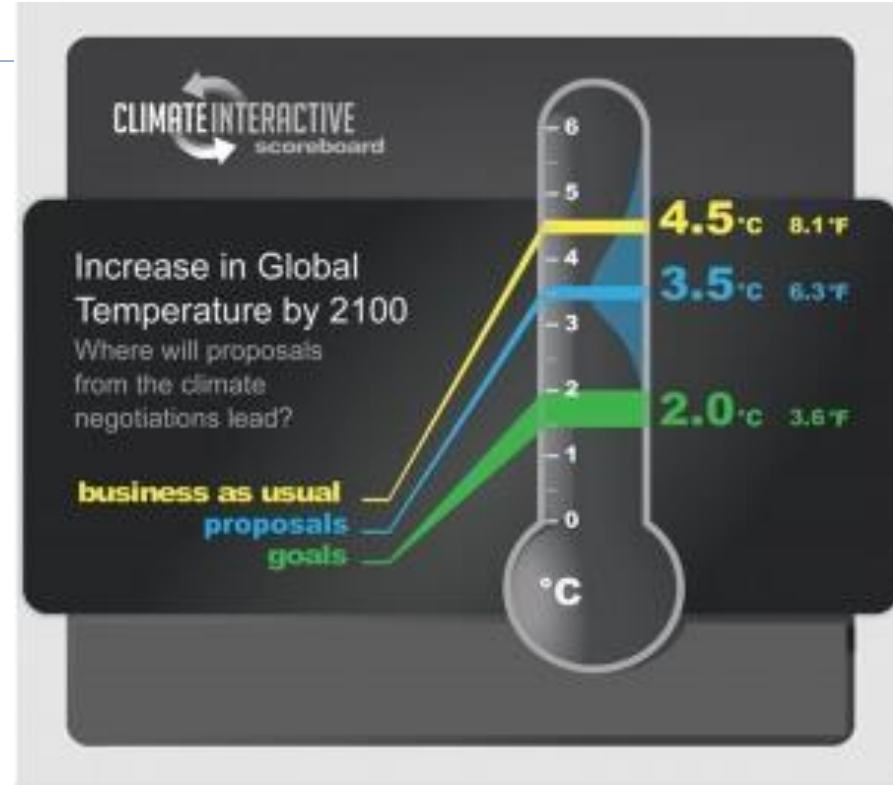 CLIMATE INTERACTIVE
scoreboard
Increase in Global
Temperature by 2100
Where will proposals
from the climate
negotiations lead?
business as usual
proposals
goals
6
5
4
3
2
1
0
°C
4.5°C 8.1°F
3.5°C 6.3°F
2.0°C 3.6°F